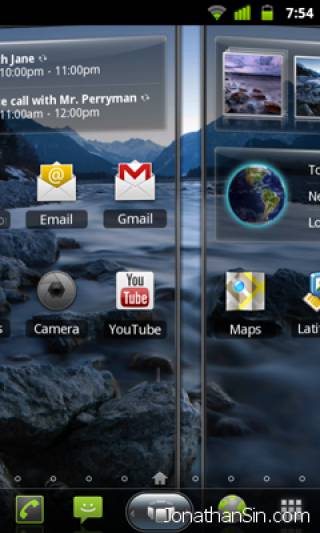 7:54
h Jane
10:00pm - 11:00pm
e call with Mr. Perryman
11:00am - 12:00pm
To
Ne
Lo
Email
Gmail
You
Tube
s
Camera
YouTube
Maps
Lati
JonathanSin.com